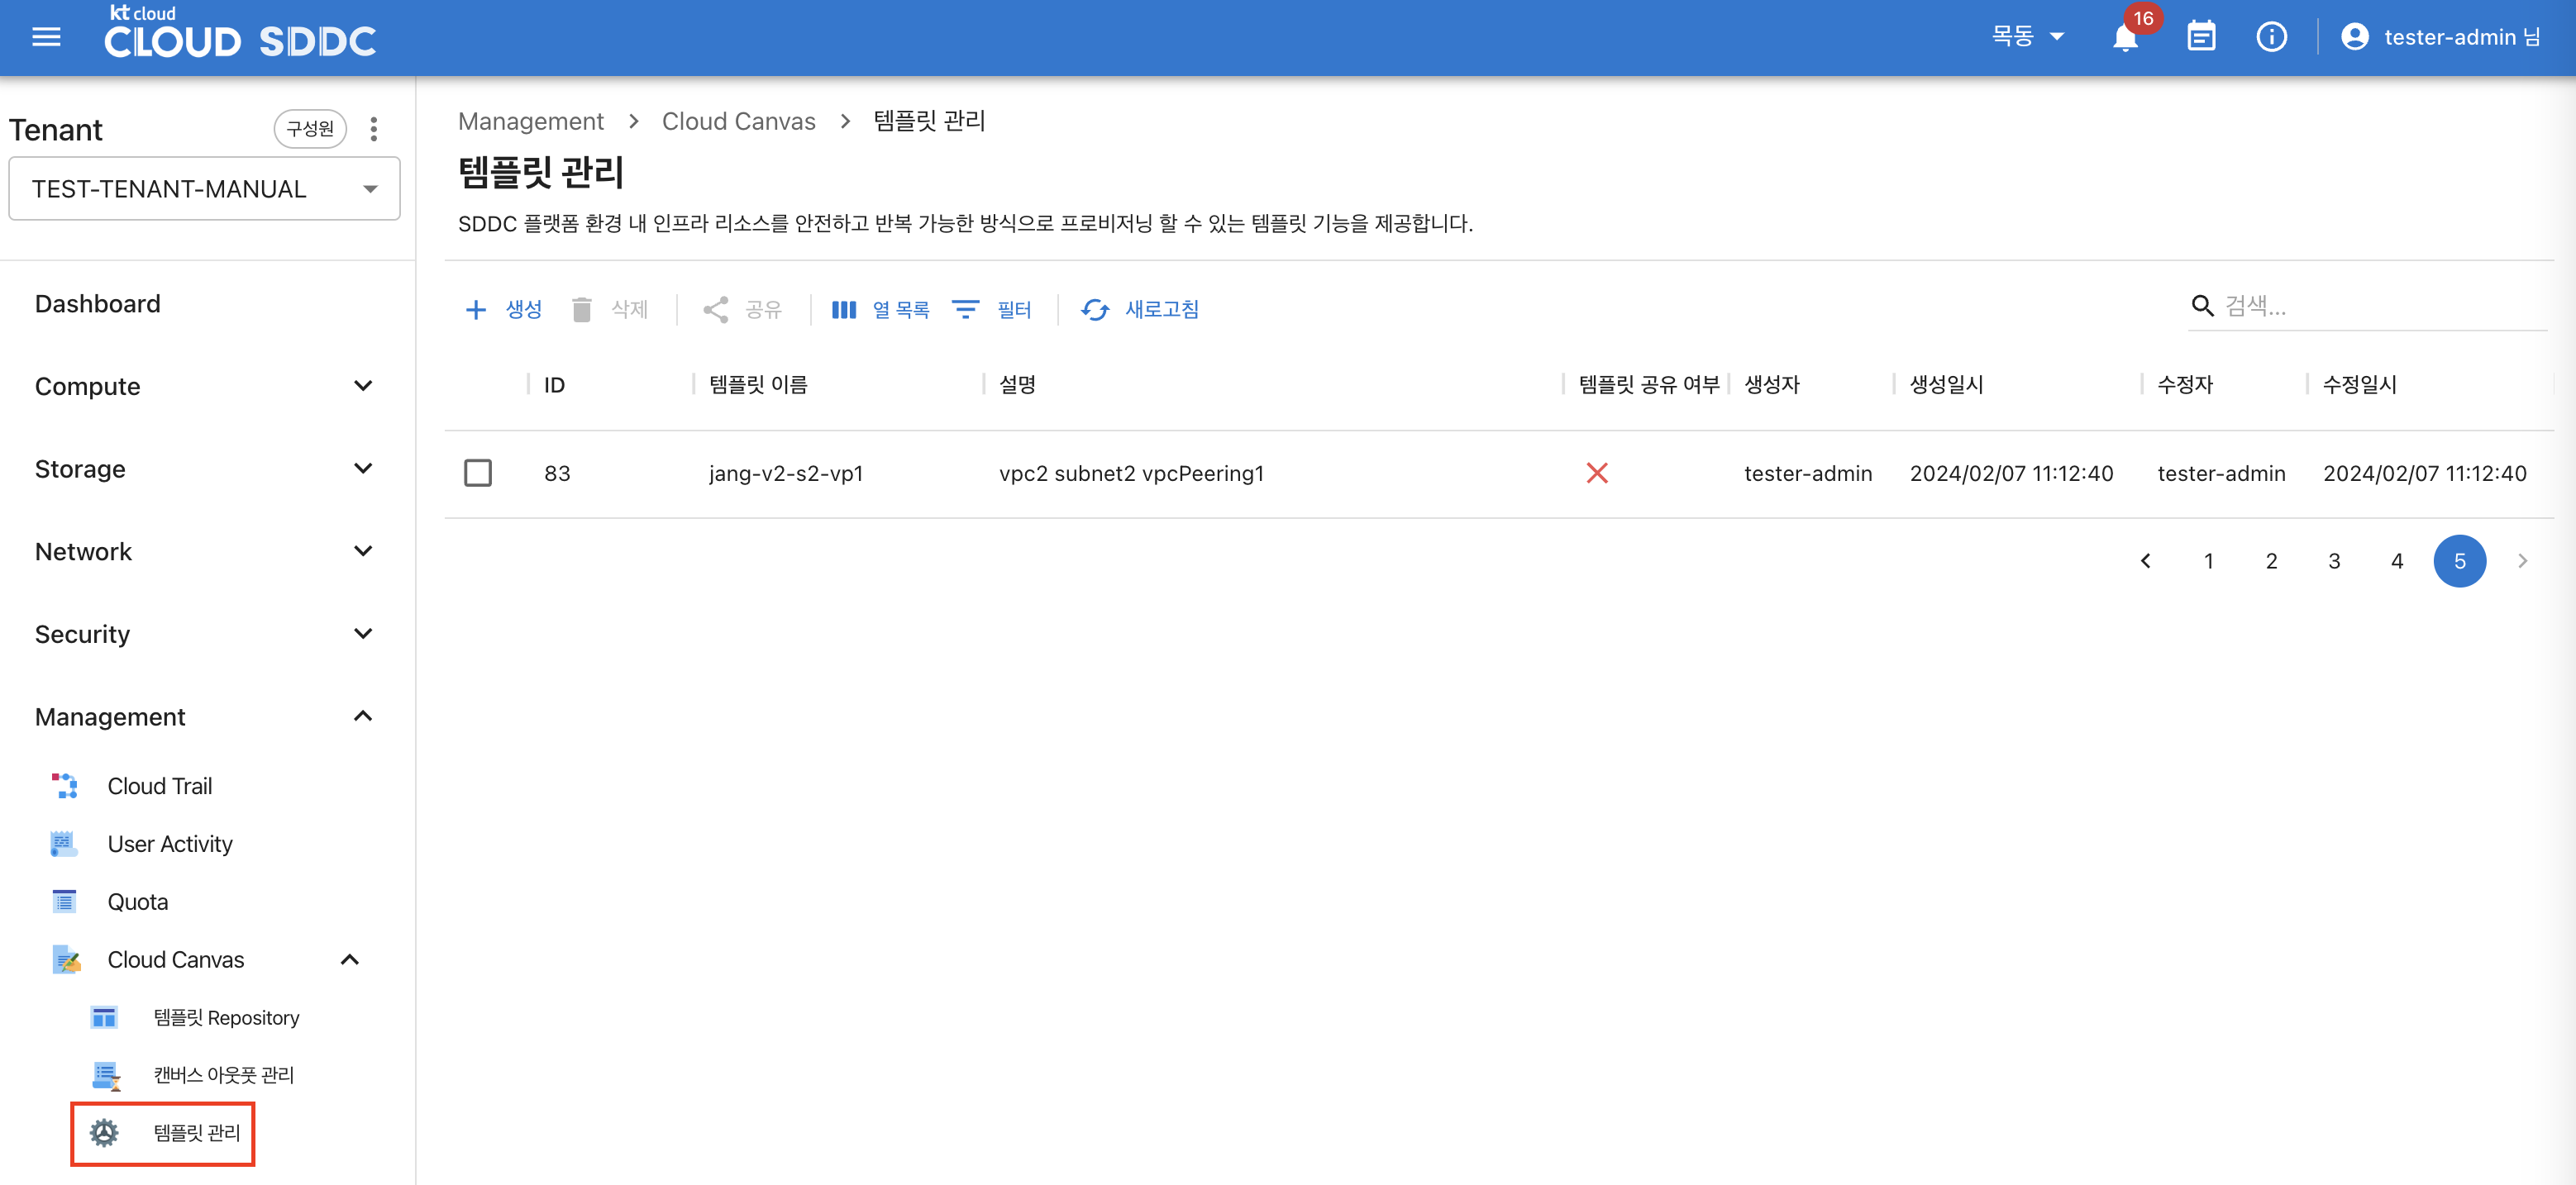 kt cloud
CLOUD SDDC
목동
16
tester-admin 님
Tenant
구성원
TEST-TENANT-MANUAL
Dashboard
Compute
Storage
Network
Security
Management
Cloud Trail
User Activity
Quota
Cloud Canvas
템플릿 Repository
캔버스 아웃풋 관리
템플릿 관리
Management > Cloud Canvas > 템플릿 관리
템플릿 관리
SDDC 플랫폼 환경 내 인프라 리소스를 안전하고 반복 가능한 방식으로 프로비저닝 할 수 있는 템플릿 기능을 제공합니다.
생성 삭제 공유 열 목록 필터 새로고침 검색...
ID 템플릿 이름 설명 템플릿 공유 여부 생성자 생성일시 수정자 수정일시
83 jang-v2-s2-vp1 vpc2 subnet2 vpcPeering1 tester-admin 2024/02/07 11:12:40 tester-admin 2024/02/07 11:12:40
1 2 3 4 5